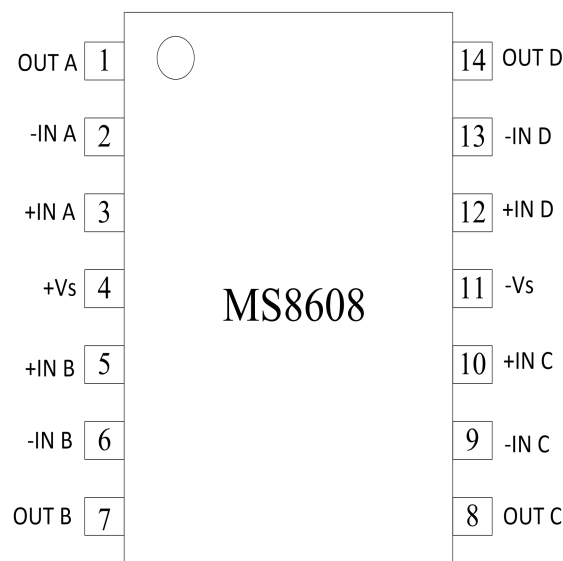 OUT A 1 14 OUT D
-IN A 2 13 -IN D
+IN A 3 12 +IN D
+Vs 4 11 -Vs
MS8608
+IN B 5 10 +IN C
-IN B 6 9 -IN C
OUT B 7 8 OUT C